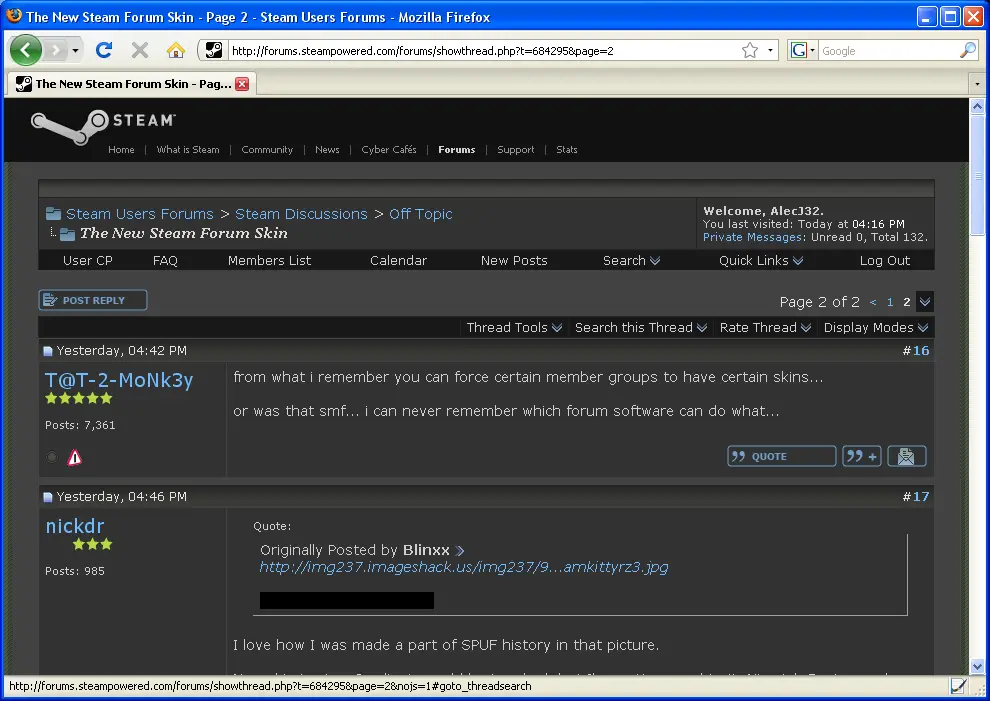 The New Steam Forum Skin - Page 2 - Steam Users Forums - Mozilla Firefox
http://forums.steampowered.com/forums/showthread.php?t=684295&page=2
Google
The New Steam Forum Skin - Pag...
STEAM
Home | What is Steam | Community | News | Cyber Cafés | Forums | Support | Stats
Steam Users Forums > Steam Discussions > Off Topic
The New Steam Forum Skin
Welcome, AlecJ32.
You last visited: Today at 04:16 PM
Private Messages: Unread 0, Total 132.
User CP FAQ Members List Calendar New Posts Search Quick Links Log Out
POST REPLY
Page 2 of 2 < 1 2
Thread Tools Search this Thread Rate Thread Display Modes
Yesterday, 04:42 PM #16
T@T-2-MoNk3y
Posts: 7,361
from what i remember you can force certain member groups to have certain skins...
or was that smf... i can never remember which forum software can do what...
QUOTE
Yesterday, 04:46 PM #17
nickdr
Posts: 985
Quote:
Originally Posted by Blinxx
http://img237.imageshack.us/img237/9...amkittyrz3.jpg
I love how I was made a part of SPUF history in that picture.
http://forums.steampowered.com/forums/showthread.php?t=684295&page=2&nojs=1#goto_threadsearch